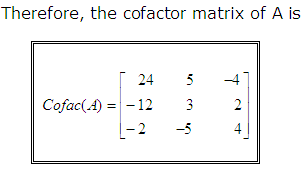 Therefore, the cofactor matrix of A is
24 5 -4
Cofac(A) = -12 3 2
-2 -5 4